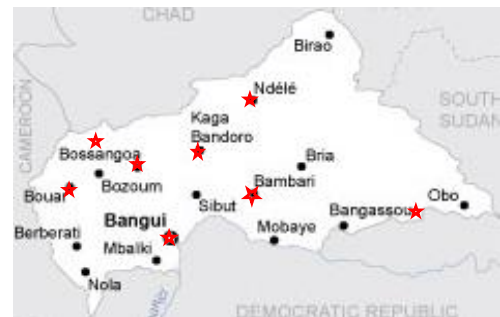 CHAD
Birao
Ndélé
SOUTH
SUDAN
CAMEROON
Kaga
Bandoro
Bossangoa
Bria
Bozoum
Bambari
Bouar
Sibut
Bangassou
Obo
Bangui
Berberati
Mobaye
Mbaïki
Nola
DEMOCRATIC REPUBLIC